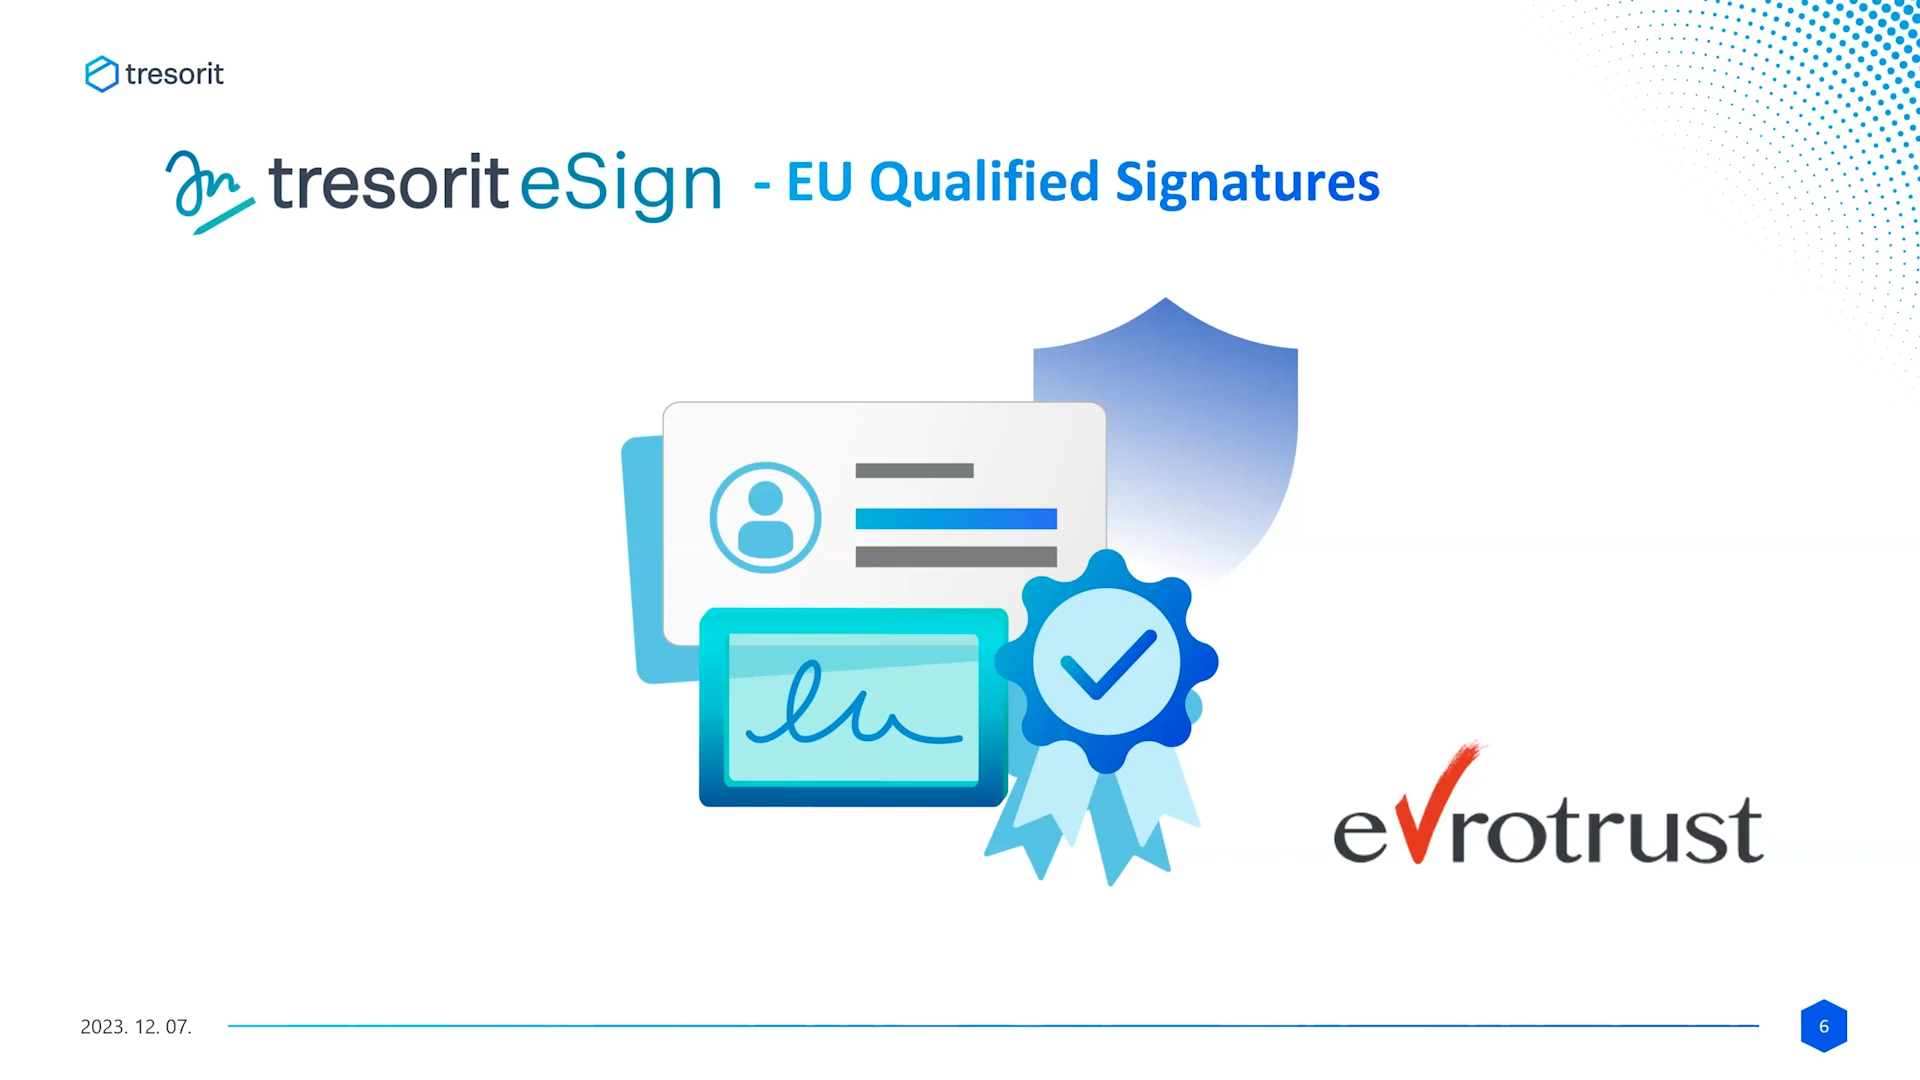 tresorit
tresorit eSign - EU Qualified Signatures
evrotrust
2023. 12. 07.
6